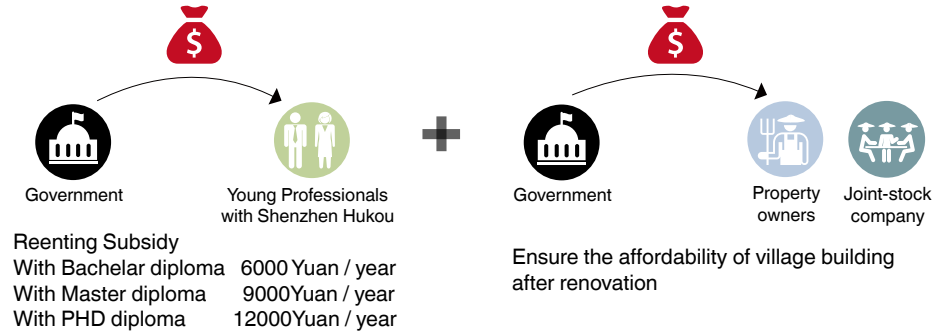 $
$
Government
Young Professionals
with Shenzhen Hukou
Reenting Subsidy
With Bachelar diploma 6000 Yuan / year
With Master diploma 9000Yuan / year
With PHD diploma 12000Yuan / year
Government
Property
owners
Joint-stock
company
Ensure the affordability of village building
after renovation